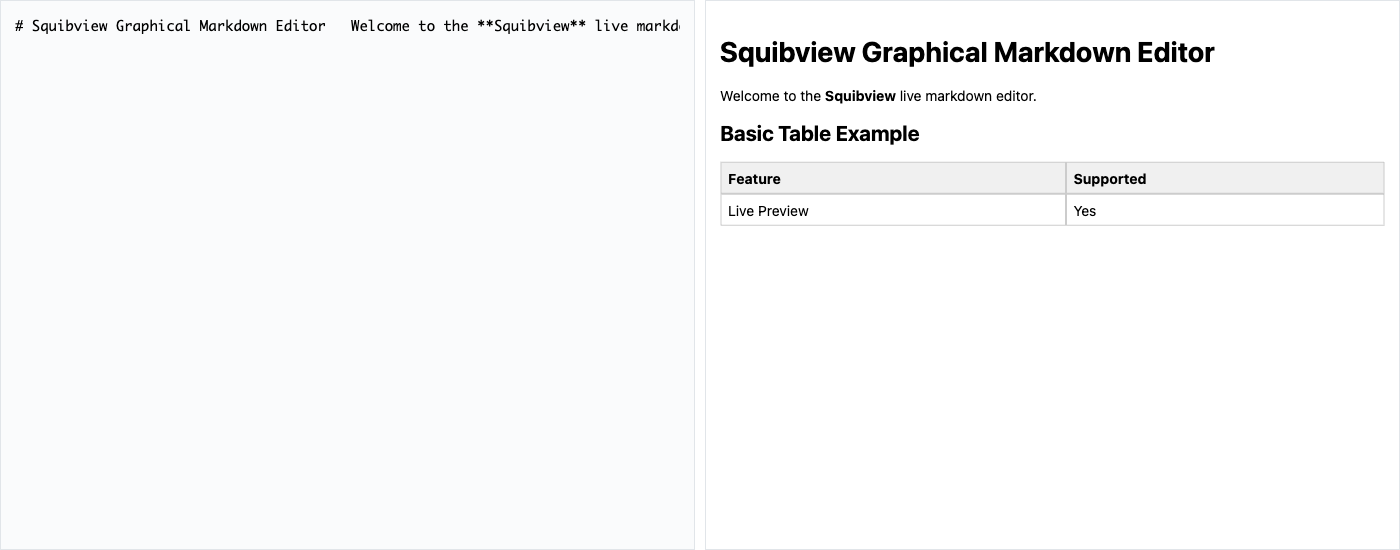 # Squibview Graphical Markdown Editor   Welcome to the **Squibview** live markd
Squibview Graphical Markdown Editor
Welcome to the Squibview live markdown editor.
Basic Table Example
Feature Supported
Live Preview Yes